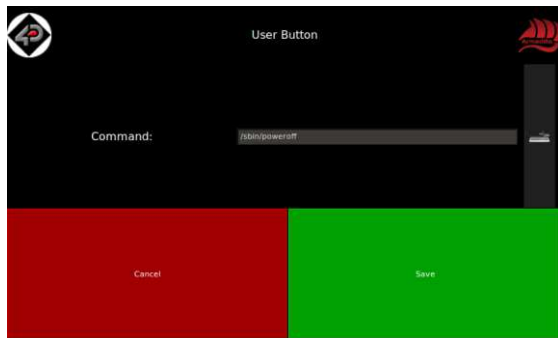 User Button
Command:
/sbin/poweroff
Cancel
Save